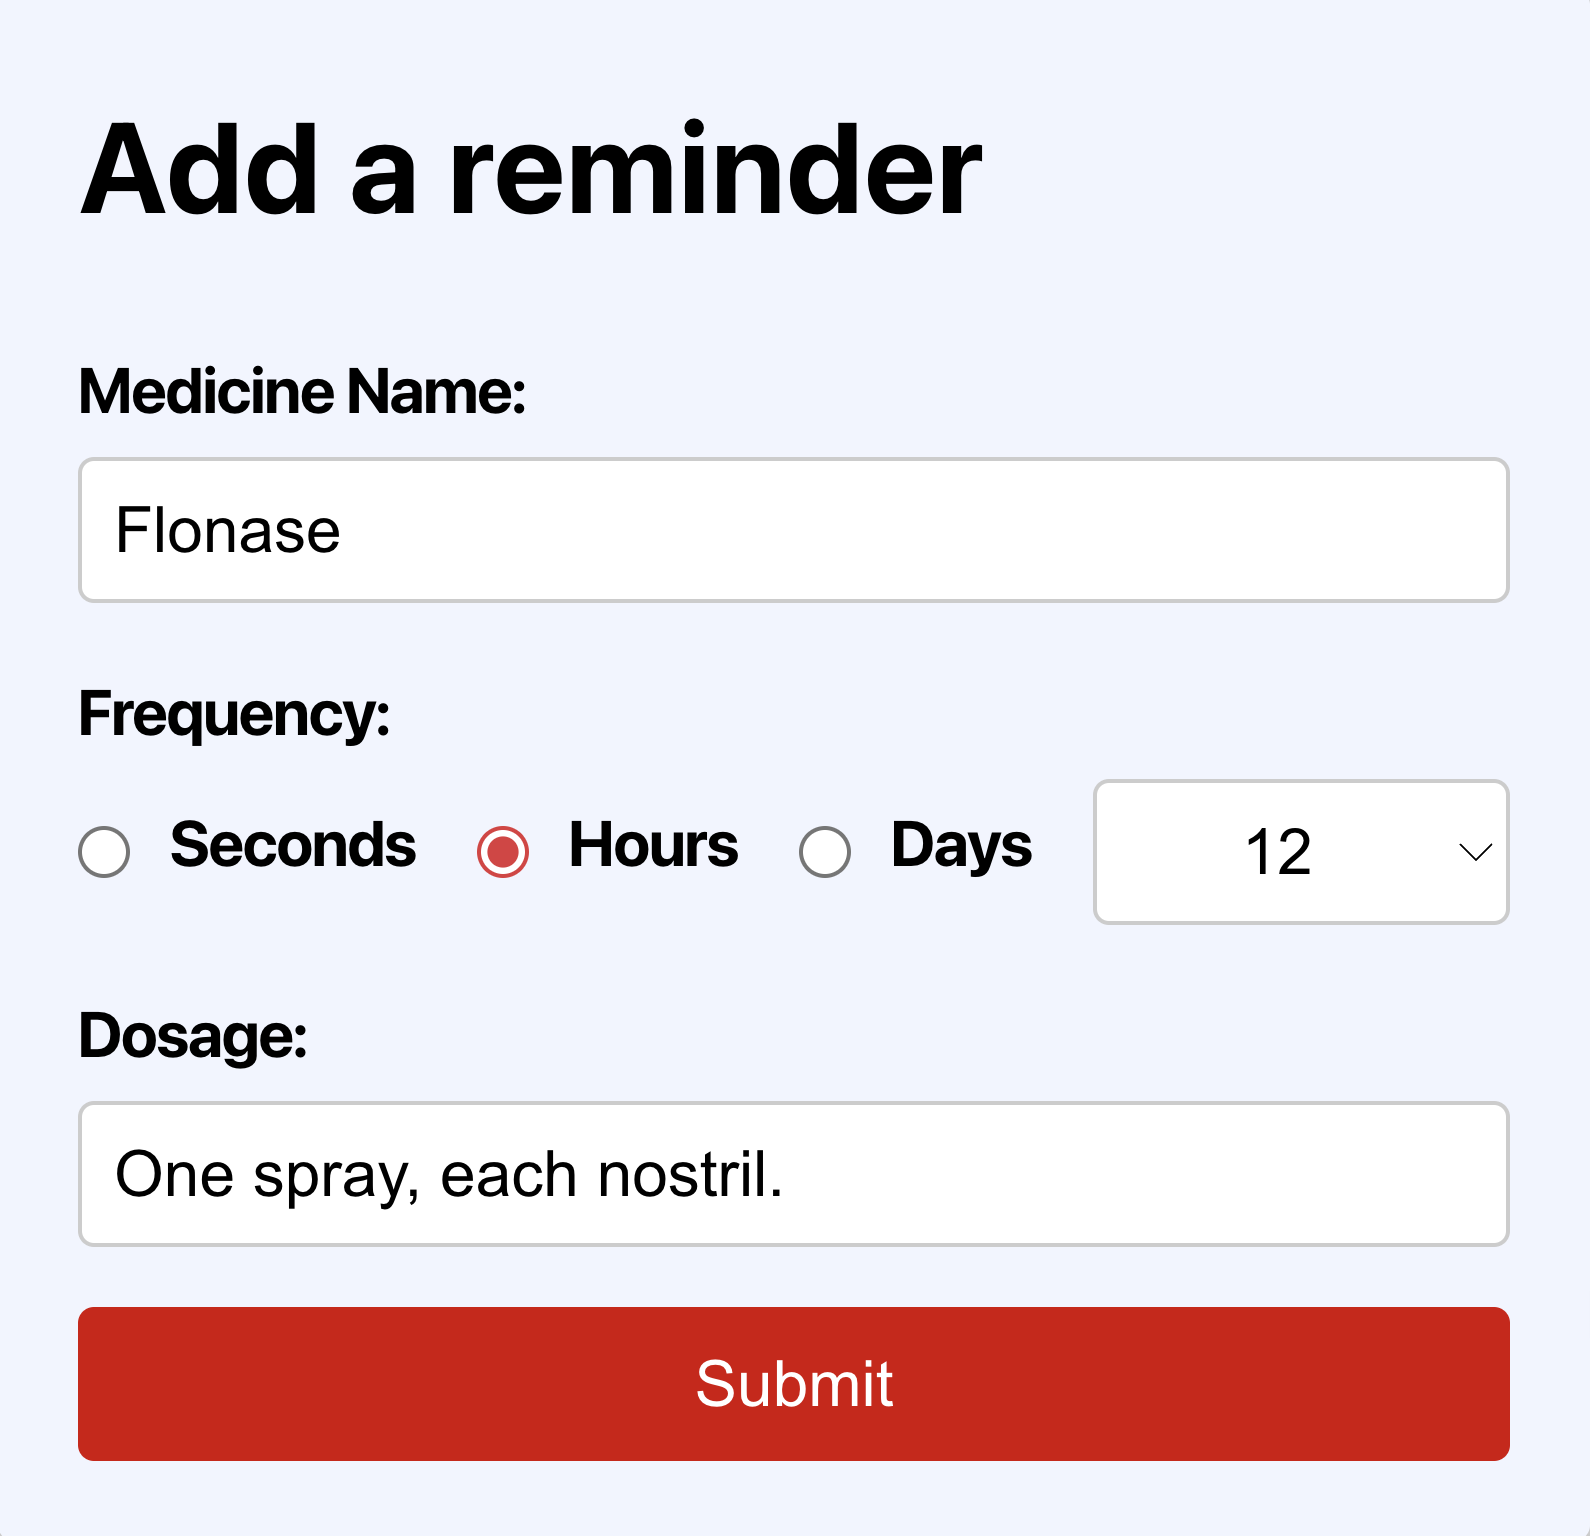 Add a reminder
Medicine Name:
Flonase
Frequency:
Seconds Hours Days 12
Dosage:
One spray, each nostril.
Submit